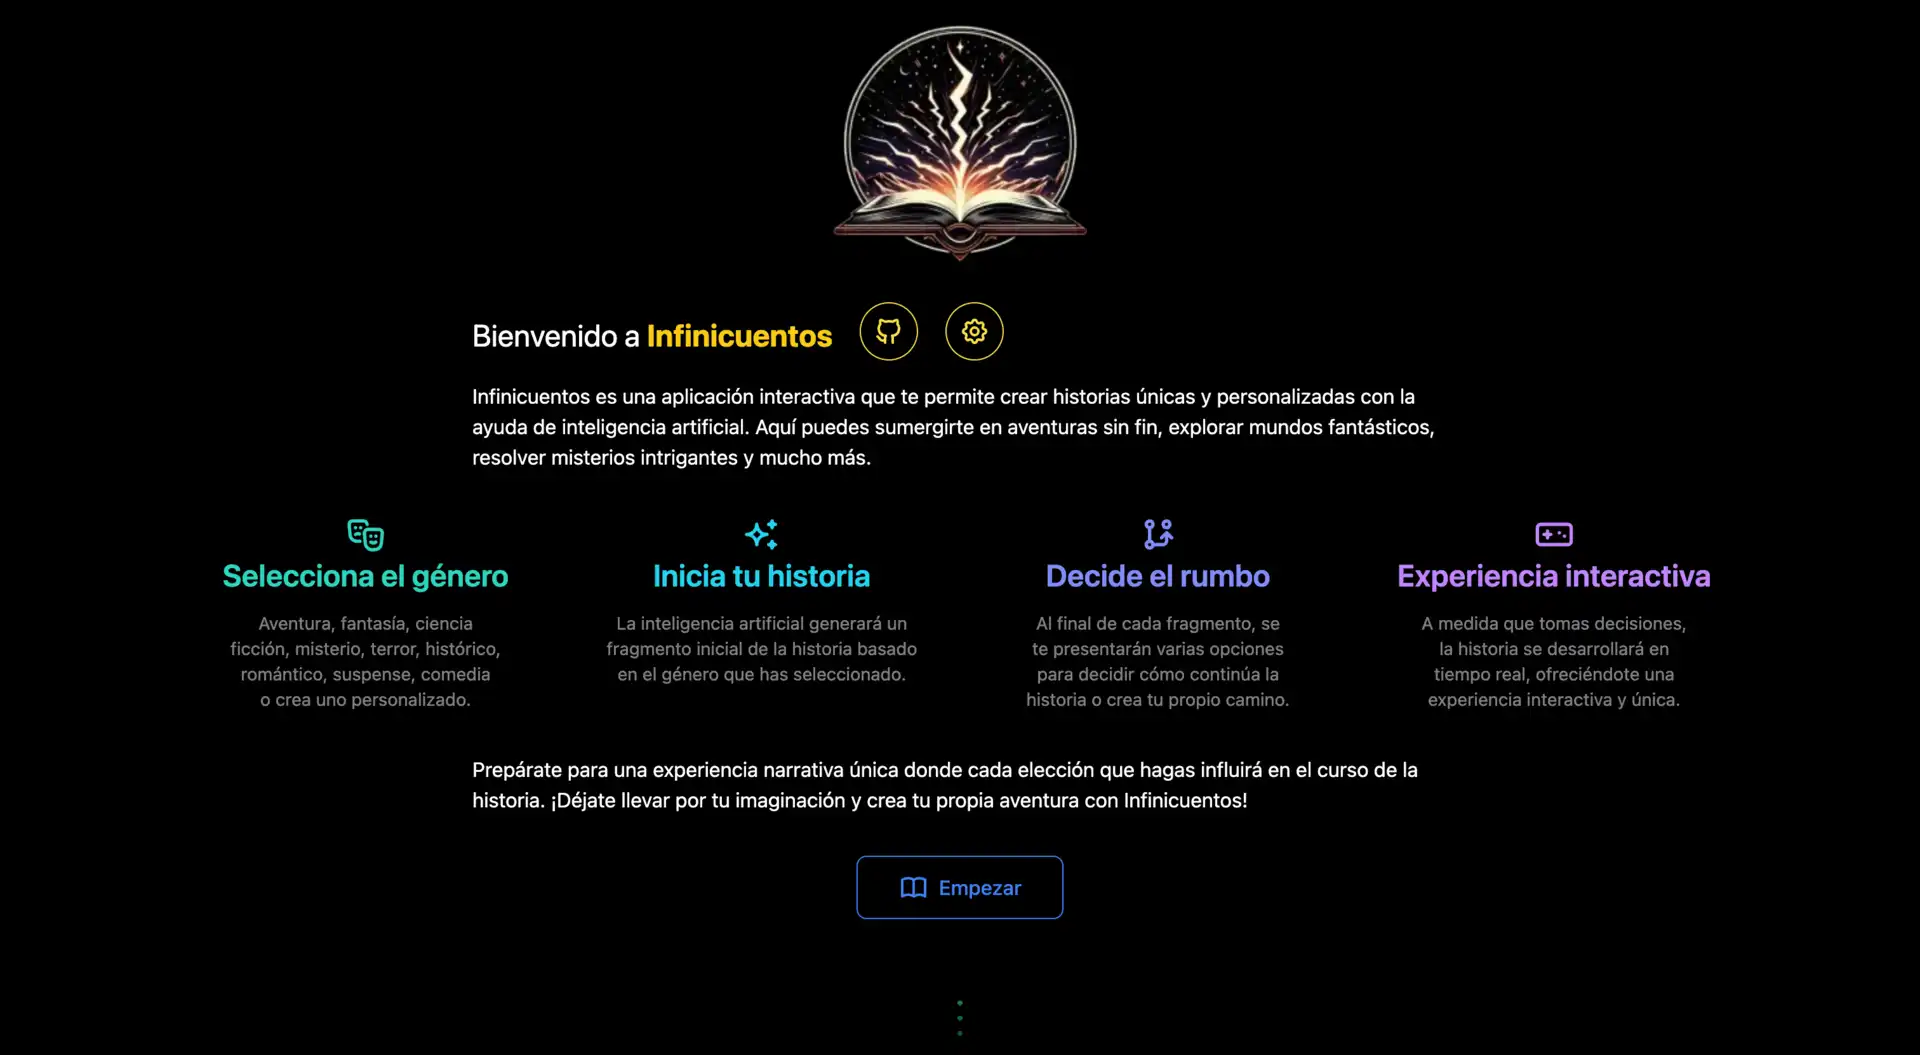 Bienvenido a Infinicuentos
Infinicuentos es una aplicación interactiva que te permite crear historias únicas y personalizadas con la
ayuda de inteligencia artificial. Aquí puedes sumergirte en aventuras sin fin, explorar mundos fantásticos,
resolver misterios intrigantes y mucho más.
Selecciona el género
Aventura, fantasía, ciencia
ficción, misterio, terror, histórico,
romántico, suspense, comedia
o crea uno personalizado.
Inicia tu historia
La inteligencia artificial generará un
fragmento inicial de la historia basado
en el género que has seleccionado.
Decide el rumbo
Al final de cada fragmento, se
te presentarán varias opciones
para decidir cómo continúa la
historia o crea tu propio camino.
Experiencia interactiva
A medida que tomas decisiones,
la historia se desarrollará en
tiempo real, ofreciéndote una
experiencia interactiva y única.
Prepárate para una experiencia narrativa única donde cada elección que hagas influirá en el curso de la
historia. ¡Déjate llevar por tu imaginación y crea tu propia aventura con Infinicuentos!
Empezar